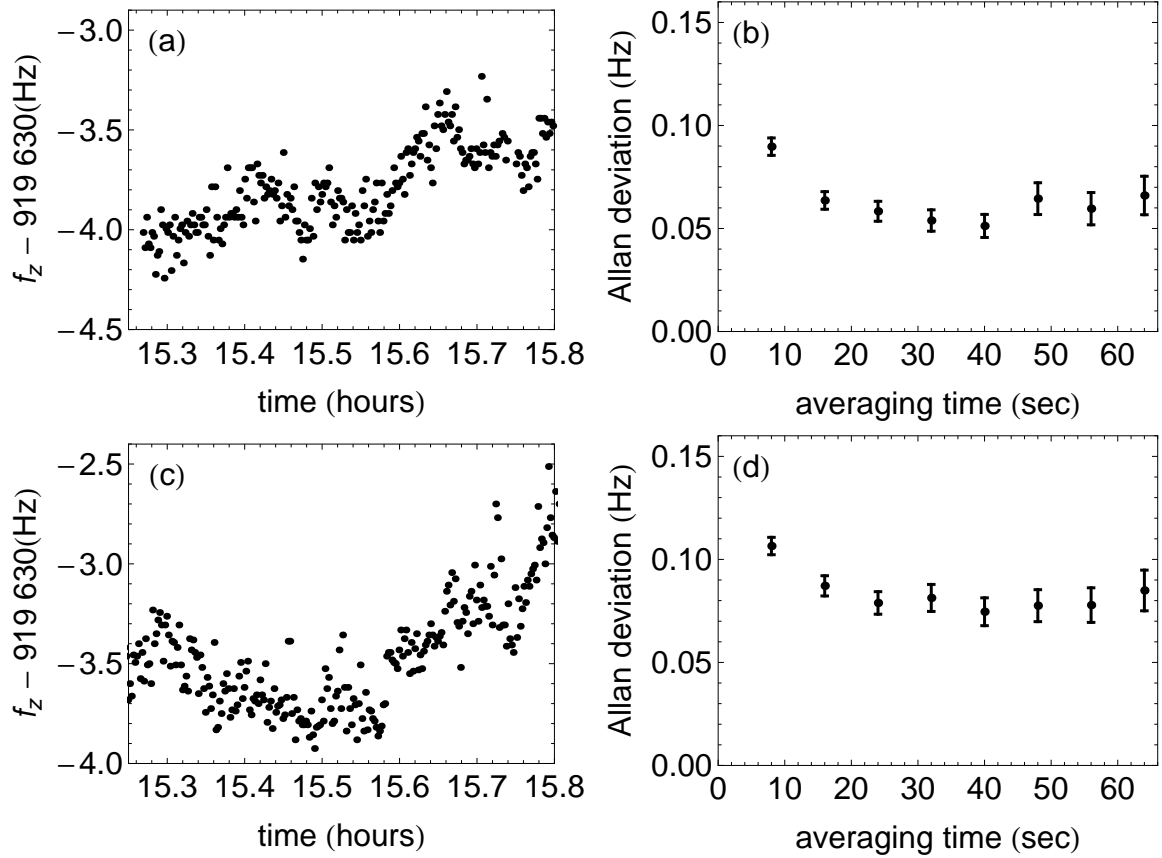 (a)
f_z − 919 630(Hz)
−3.0
−3.5
−4.0
−4.5
15.3 15.4 15.5 15.6 15.7 15.8
time (hours)
(b)
Allan deviation (Hz)
0.15
0.10
0.05
0.00
0 10 20 30 40 50 60
averaging time (sec)
(c)
f_z − 919 630(Hz)
−2.5
−3.0
−3.5
−4.0
15.3 15.4 15.5 15.6 15.7 15.8
time (hours)
(d)
Allan deviation (Hz)
0.15
0.10
0.05
0.00
0 10 20 30 40 50 60
averaging time (sec)